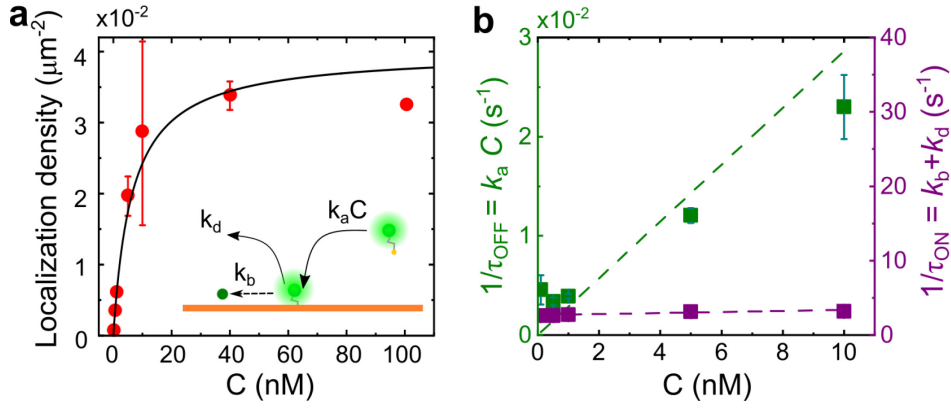 a
x10⁻²
Localization density (μm⁻²)
4
3
2
1
0
0 20 40 60 80 100
C (nM)
k_d
k_aC
k_b
b
x10⁻²
1/τ_OFF = k_a C (s⁻¹)
3
2
1
0
0 2 4 6 8 10
C (nM)
40
30
20
10
0
1/τ_ON = k_b+k_d (s⁻¹)